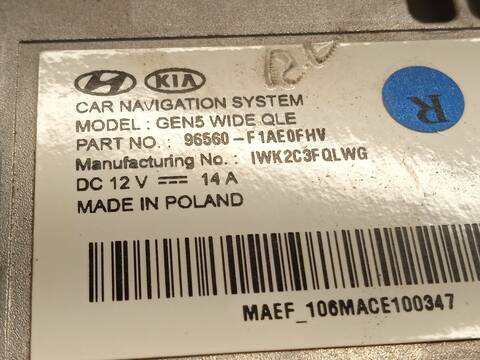 KIA
CAR NAVIGATION SYSTEM
MODEL : GEN5 WIDE QLE
PART NO. : 96560-F1AE0FHV
Manufacturing No. : IWK2C3FQLWG
DC 12 V 14 A
MADE IN POLAND
R
MAEF_106MACE100347